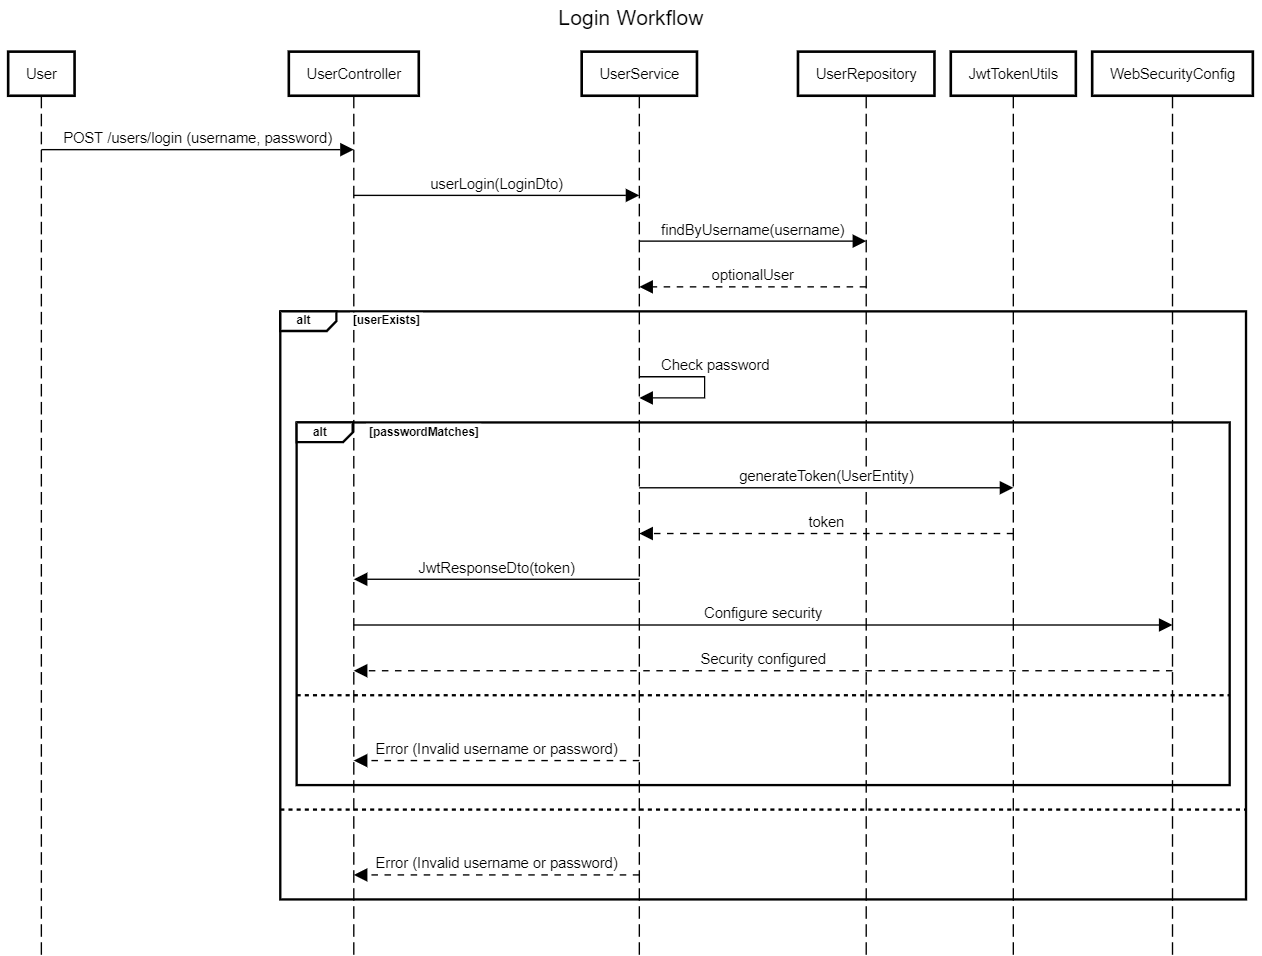 Login Workflow
User
UserController
UserService
UserRepository
JwtTokenUtils
WebSecurityConfig
POST /users/login (username, password)
userLogin(LoginDto)
findByUsername(username)
optionalUser
alt
[userExists]
Check password
alt
[passwordMatches]
generateToken(UserEntity)
token
JwtResponseDto(token)
Configure security
Security configured
Error (Invalid username or password)
Error (Invalid username or password)